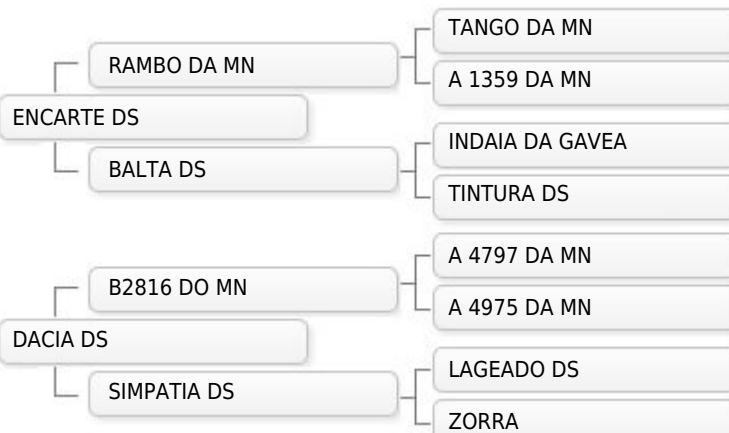 TANGO DA MN
RAMBO DA MN
A 1359 DA MN
ENCARTE DS
INDAIA DA GAVEA
BALTA DS
TINTURA DS
A 4797 DA MN
B2816 DO MN
A 4975 DA MN
DACIA DS
LAGEADO DS
SIMPATIA DS
ZORRA